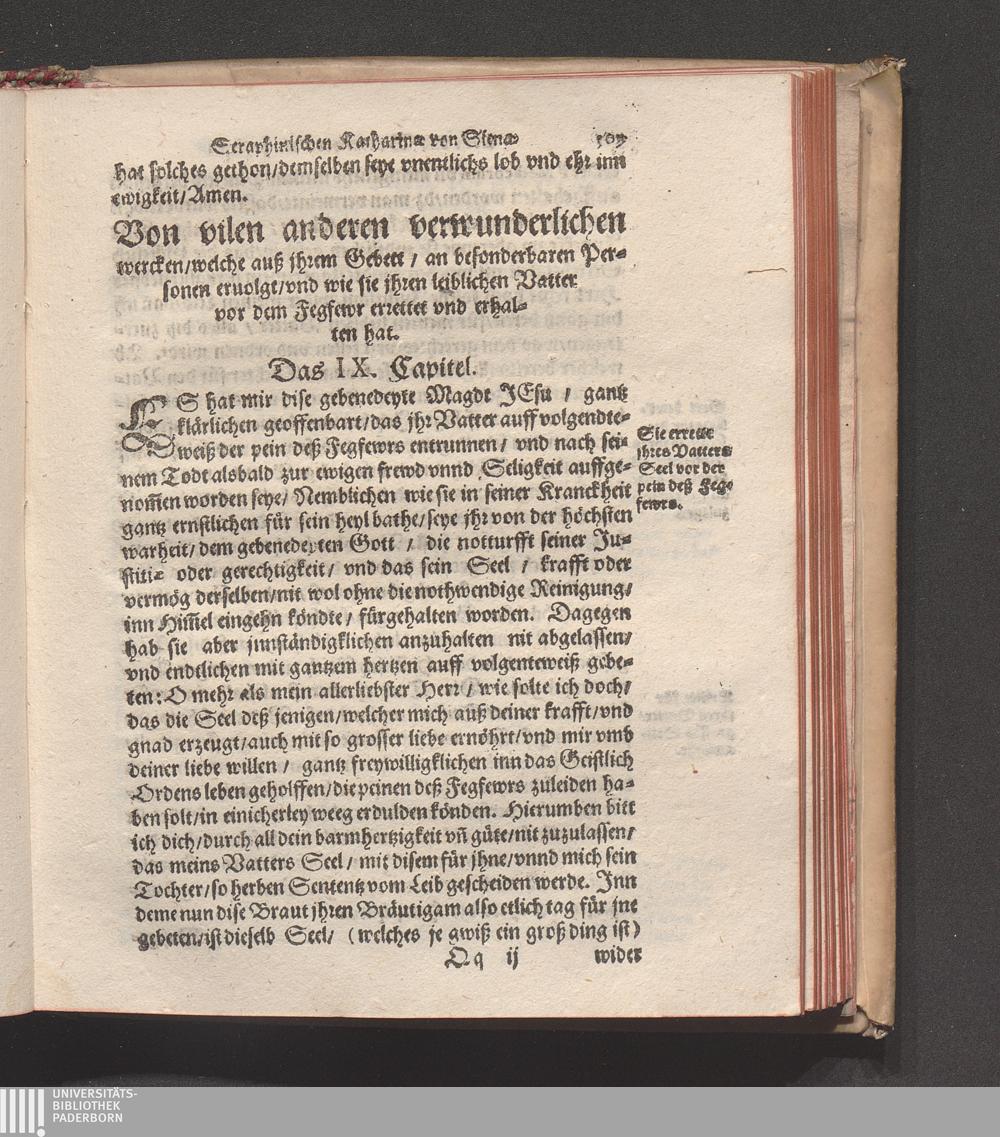 Seraphinischen Katharinæ von Siena
hat solches gethon/demselben seye vnentlichs lob vnd ehr inn
ewigkeit/Amen.
Von vilen anderen verwunderlichen
wercken/welche auß jhrem Gebett / an besonderbaren Per-
sonen eruolgt/vnd wie sie jhren leiblichen Vatter
vor dem Fegfewr errettet vnd erhal-
ten hat.
Das IX. Capitel.
ES hat mir dise gebenedeyte Magdt JEsu / gantz
klärlichen geoffenbart/das jhr Vatter auff volgendte-
weiß der pein deß Fegfewrs entrunnen/ vnd nach sei-
nem Todt alsbald zur ewigen frewd vnnd Seligkeit auffge-
nom̃en worden seye/ Nemblichen wie sie in seiner Kranckheit
gantz ernstlichen für sein heyl bathe/seye jhr von der höchsten
warheit/dem gebenedeyten Gott / die notturfft seiner Ju-
stiti- oder gerechtigkeit/ vnd das sein Seel / krafft oder
vermög derselben/nit wol ohne die nothwendige Reinigung/
inn Him̃el eingehn köndte/ fürgehalten worden. Dagegen
hab sie aber jnnständigklichen anzuhalten nit abgelassen/
vnd endtlichen mit gantzem hertzen auff volgenteweiß gebe-
ten: O mehr als mein allerliebster Herr/ wie solte ich doch/
das die Seel deß jenigen/welcher mich auß deiner krafft/vnd
gnad erzeugt/auch mit so grosser liebe ernöhrt/vnd mir vmb
deiner liebe willen / gantz freywilligklichen inn das Geistlich
Ordens leben geholffen/die peinen deß Fegfewrs zuleiden ha-
ben solt/in einicherley weeg erdulden könden. Hierumben bitt
ich dich/durch all dein barmhertzigkeit vñ güte/nit zuzulassen/
das meins Vatters Seel/ mit disem für jhne/vnnd mich sein
Tochter/so herben Sententz vom Leib gescheiden werde. Inn
deme nun dise Braut jhren Bräutigam also etlich tag für jne
gebeten/ist dieselb Seel/ (welches je gwiß ein groß ding ist)
Qq ij wider
Sie errette
jhres Vatters
Seel vor der
pein deß Feg-
fewrs.
UNIVERSITÄTS-
BIBLIOTHEK
PADERBORN